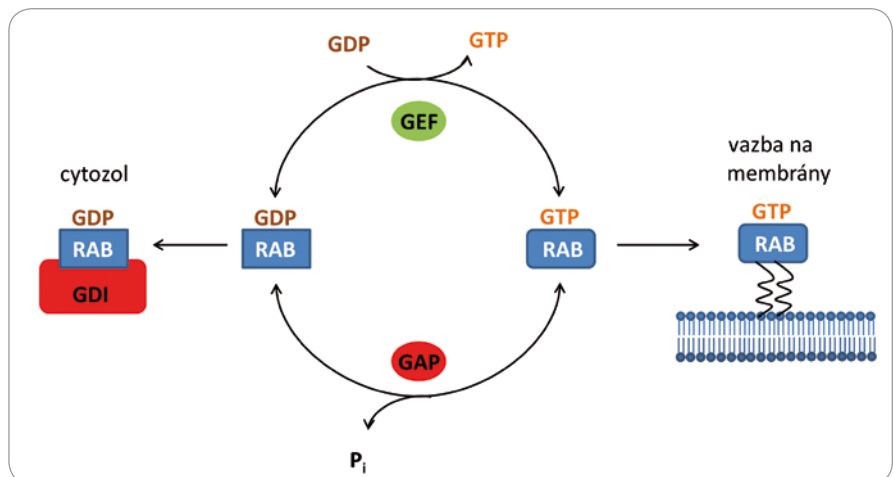 GDP
GTP
GEF
cytozol
GDP
RAB
GDI
GDP
RAB
GTP
RAB
vazba na
membrány
GTP
RAB
GAP
Pi